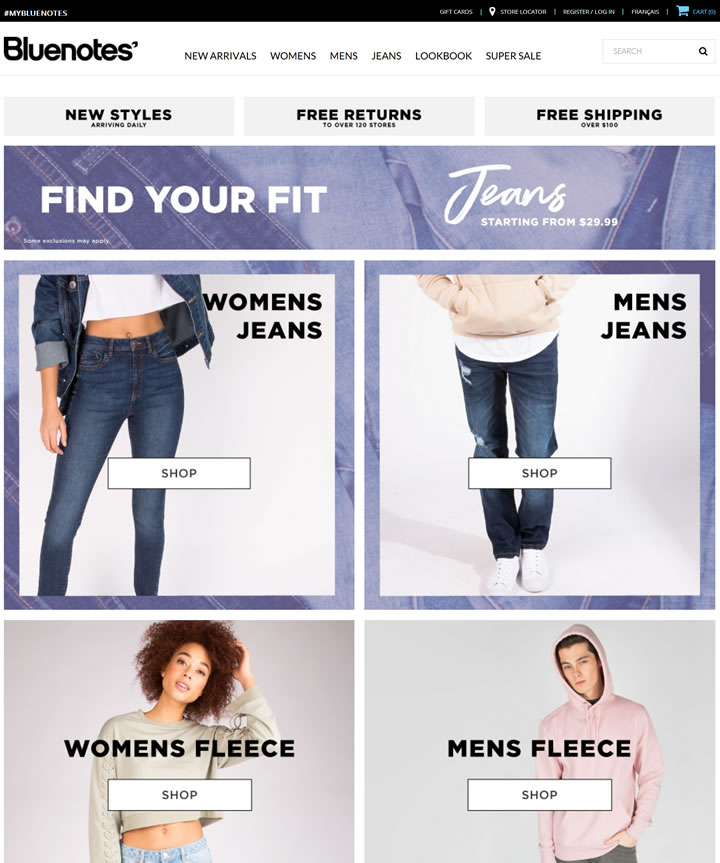 #MYBLUENOTES
GIFT CARDS | STORE LOCATOR | REGISTER / LOG IN | FRANÇAIS | CART (0)
Bluenotes'
NEW ARRIVALS WOMENS MENS JEANS LOOKBOOK SUPER SALE
SEARCH
NEW STYLES
ARRIVING DAILY
FREE RETURNS
TO OVER 120 STORES
FREE SHIPPING
OVER $100
FIND YOUR FIT
Jeans
STARTING FROM $29.99
Some exclusions may apply.
WOMENS
JEANS
SHOP
MENS
JEANS
SHOP
WOMENS FLEECE
SHOP
MENS FLEECE
SHOP